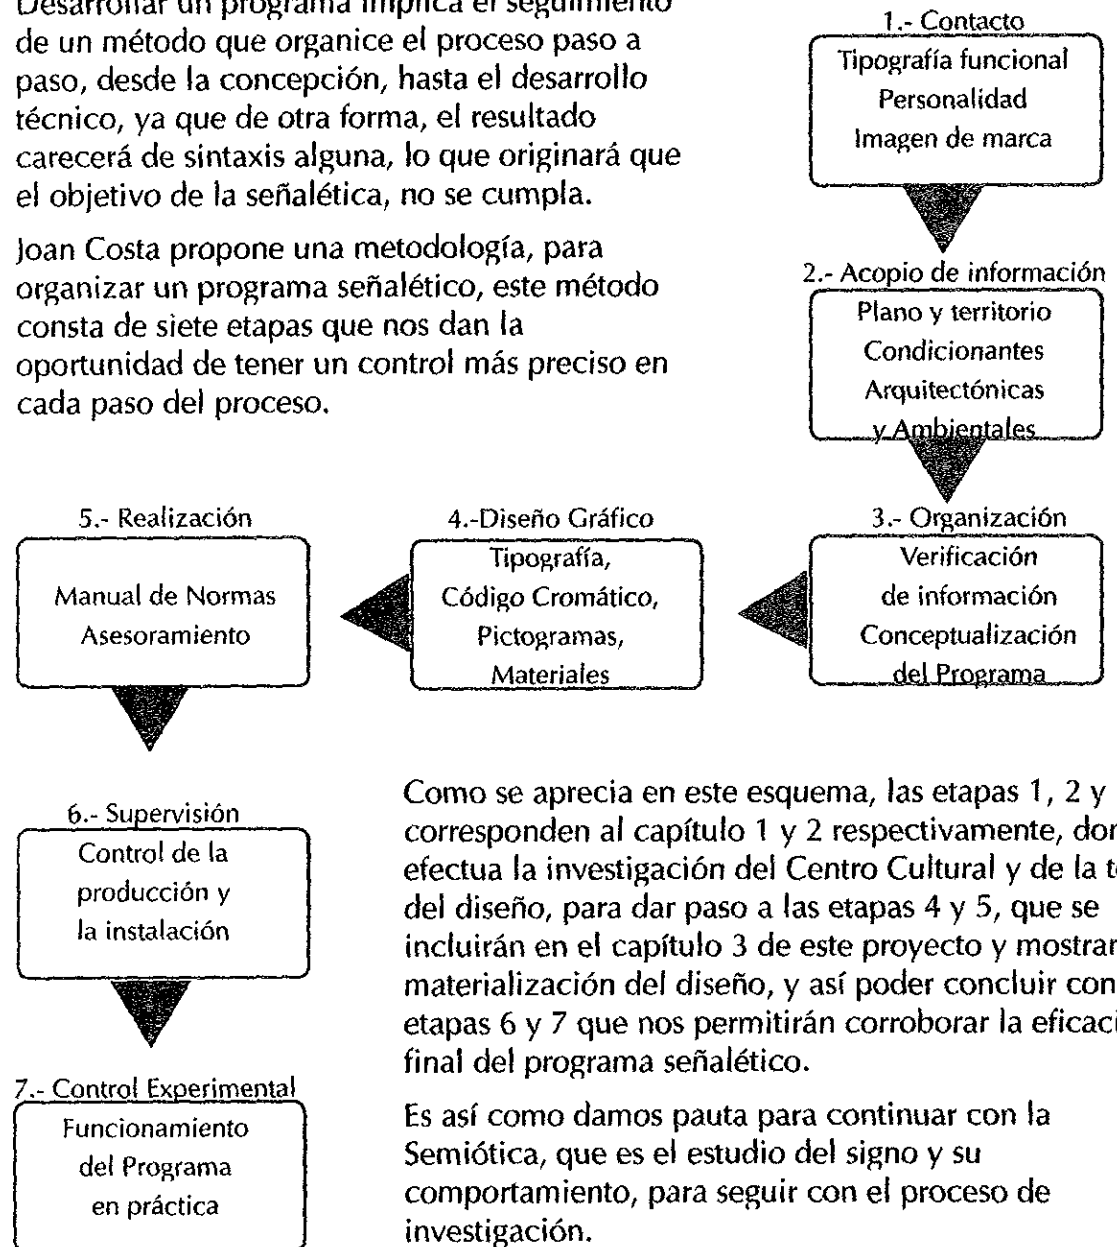 Desarrollar un programa implica el seguimiento
de un método que organice el proceso paso a
paso, desde la concepción, hasta el desarrollo
técnico, ya que de otra forma, el resultado
carecerá de sintaxis alguna, lo que originará que
el objetivo de la señalética, no se cumpla.
Joan Costa propone una metodología, para
organizar un programa señalético, este método
consta de siete etapas que nos dan la
oportunidad de tener un control más preciso en
cada paso del proceso.
1.- Contacto
Tipografía funcional
Personalidad
Imagen de marca
2.- Acopio de información
Plano y territorio
Condicionantes
Arquitectónicas
y Ambientales
3.- Organización
Verificación
de información
Conceptualización
del Programa
4.-Diseño Gráfico
Tipografía,
Código Cromático,
Pictogramas,
Materiales
5.- Realización
Manual de Normas
Asesoramiento
6.- Supervisión
Control de la
producción y
la instalación
7.- Control Experimental
Funcionamiento
del Programa
en práctica
Como se aprecia en este esquema, las etapas 1, 2 y
corresponden al capítulo 1 y 2 respectivamente,
efectua la investigación del Centro Cultural y de la
del diseño, para dar paso a las etapas 4 y 5, que se
incluirán en el capítulo 3 de este proyecto y
materialización del diseño, y así poder concluir con
etapas 6 y 7 que nos permitirán corroborar la
final del programa señalético.
Es así como damos pauta para continuar con la
Semiótica, que es el estudio del signo y su
comportamiento, para seguir con el proceso de
investigación.